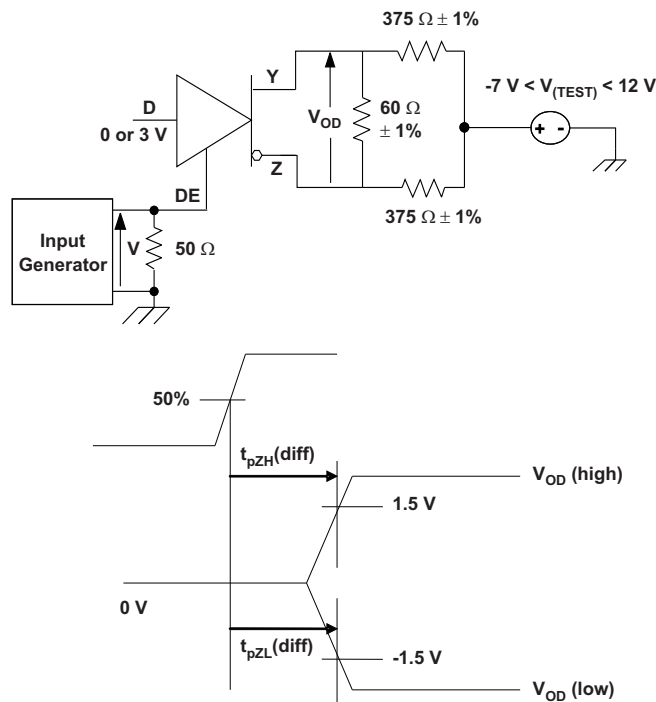 375 Ω ± 1%
Y
-7 V < V(TEST) < 12 V
D
0 or 3 V
VOD
60 Ω
± 1%
Z
DE
375 Ω ± 1%
Input
Generator
V
50 Ω
50%
tpZH(diff)
VOD (high)
1.5 V
0 V
tpZL(diff)
-1.5 V
VOD (low)